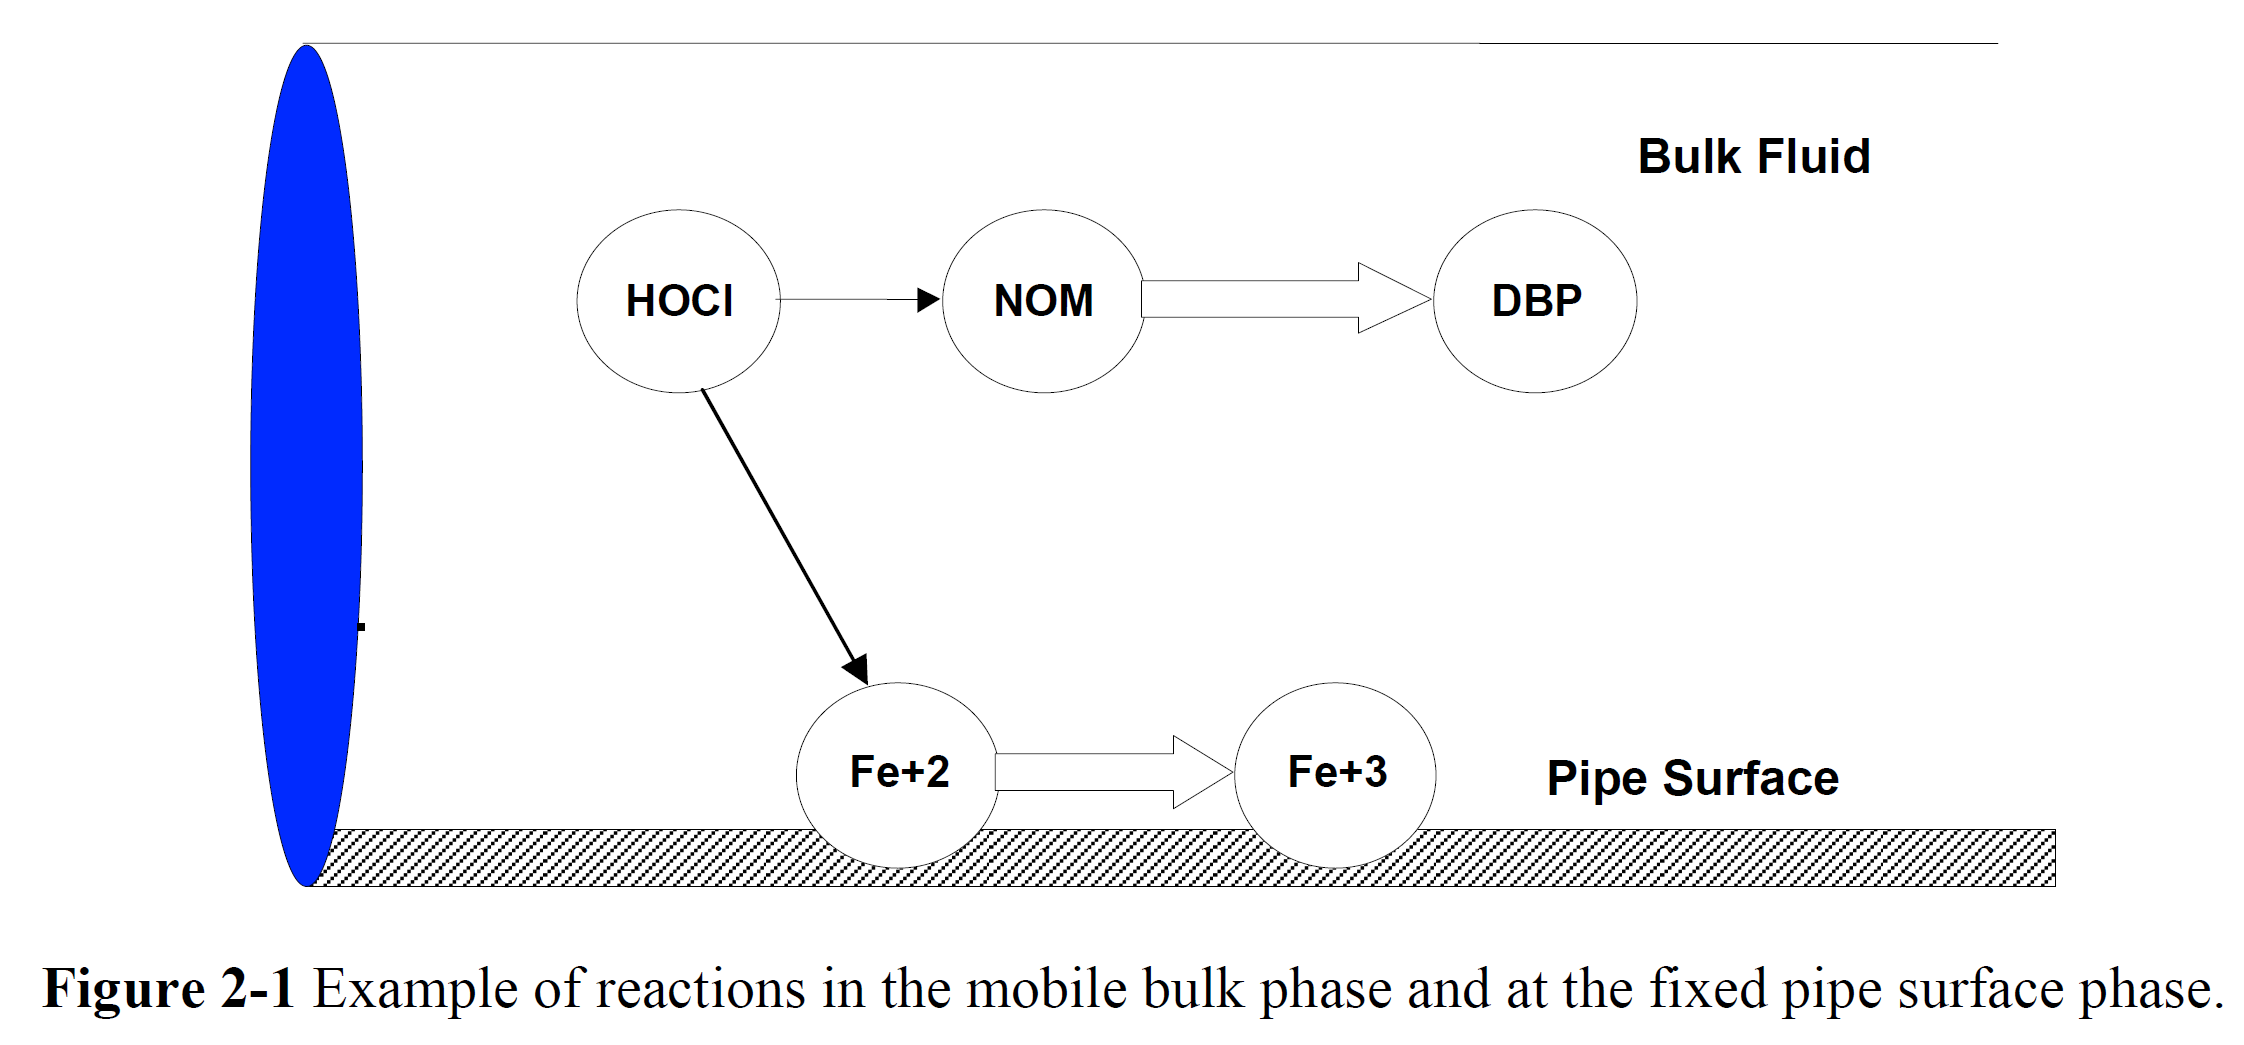 Bulk Fluid
HOCl NOM DBP
Fe+2 Fe+3 Pipe Surface
Figure 2-1 Example of reactions in the mobile bulk phase and at the fixed pipe surface phase.